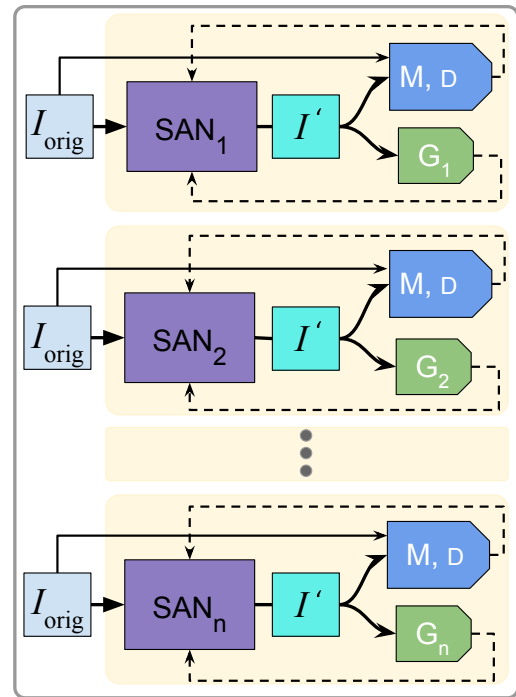 M, D
I_orig SAN_1 I' G_1
M, D
I_orig SAN_2 I' G_2
M, D
I_orig SAN_n I' G_n